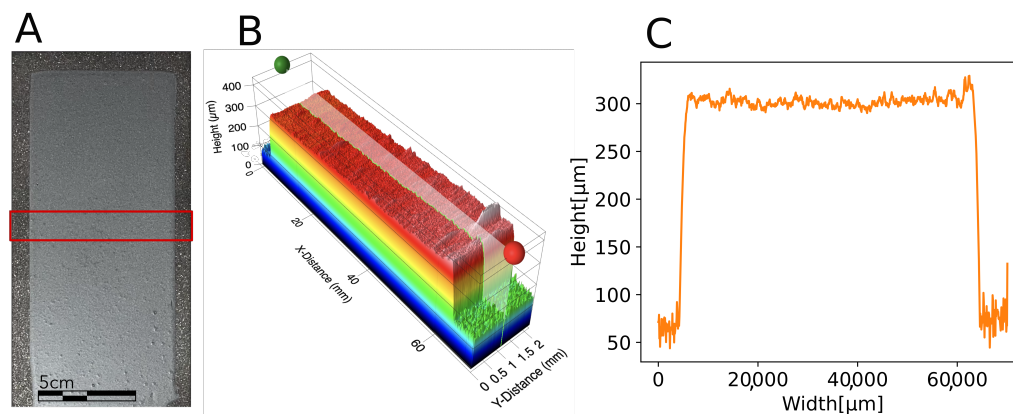 A
B
C
5cm
400
300
200
100
0
Height (µm)
0
20
40
60
X-Distance (mm)
0
0.5
1
1.5
2
Y-Distance (mm)
300
250
200
150
100
50
Height[µm]
0
20,000
40,000
60,000
Width[µm]